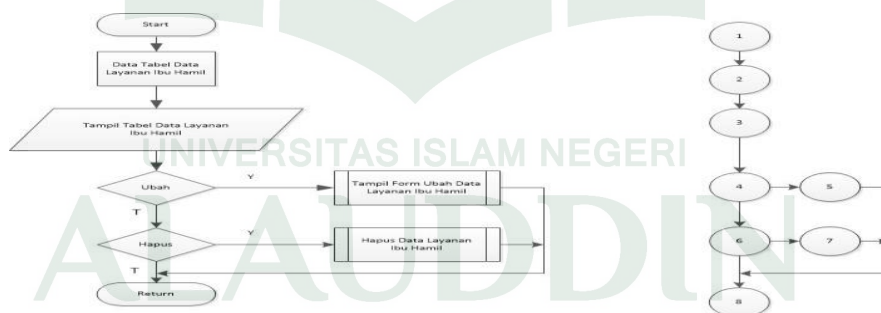 Start
Data Tabel Data
Layanan Ibu Hamil
Tampil Tabel Data Layanan
Ibu Hamil
UNIVERSITAS ISLAM NEGERI
ALAUDDIN
Ubah
Y
Tampil Form Ubah Data
Layanan Ibu Hamil
T
Hapus
Y
Hapus Data Layanan
Ibu Hamil
T
Return
1
2
3
4
5
6
7
8